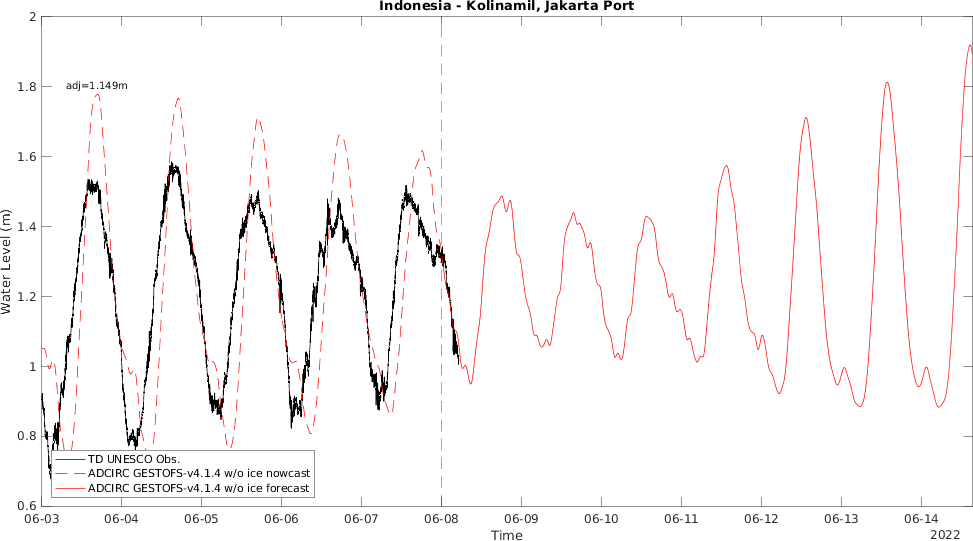 Indonesia - Kolinamil, Jakarta Port
2
1.8
1.6
1.4
1.2
1
0.8
0.6
Water Level (m)
adj=1.149m
TD UNESCO Obs.
ADCIRC GESTOFS-v4.1.4 w/o ice nowcast
ADCIRC GESTOFS-v4.1.4 w/o ice forecast
06-03 06-04 06-05 06-06 06-07 06-08 06-09 06-10 06-11 06-12 06-13 06-14
Time
2022